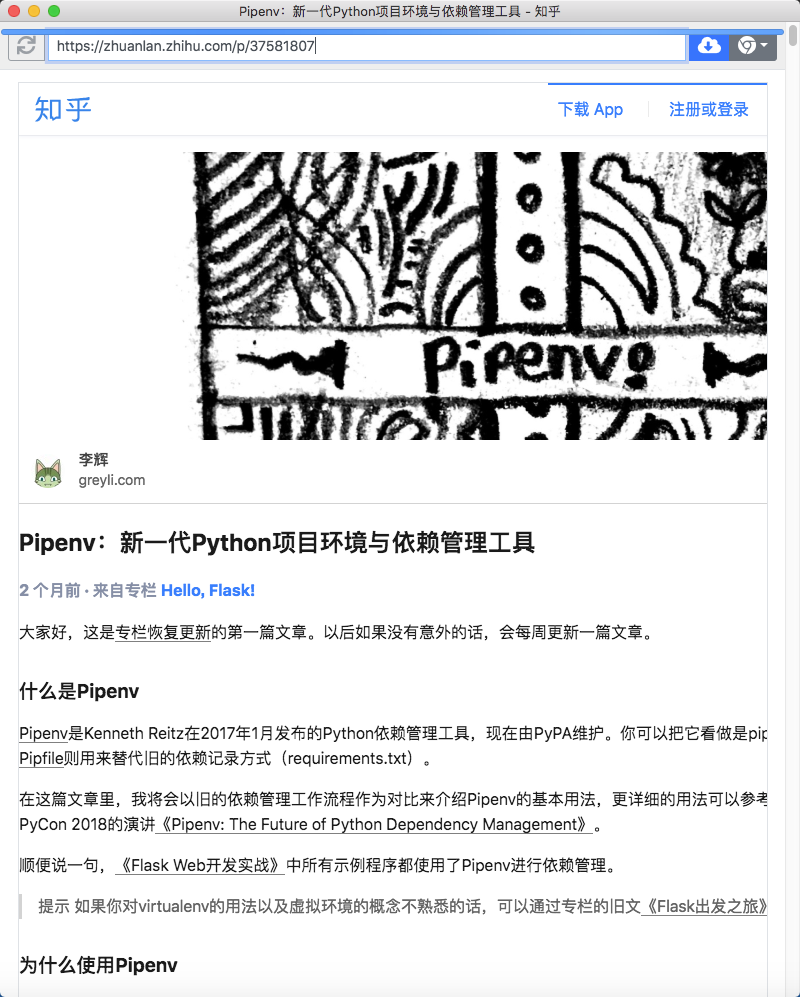 Pipenv：新一代Python项目环境与依赖管理工具 - 知乎
https://zhuanlan.zhihu.com/p/37581807
知乎
下载 App
注册或登录
Pipenv
李辉
greyli.com
Pipenv：新一代Python项目环境与依赖管理工具
2 个月前 · 来自专栏 Hello, Flask!
大家好，这是专栏恢复更新的第一篇文章。以后如果没有意外的话，会每周更新一篇文章。
什么是Pipenv
Pipenv是Kenneth Reitz在2017年1月发布的Python依赖管理工具，现在由PyPA维护。你可以把它看做是pip
Pipfile则用来替代旧的依赖记录方式（requirements.txt）。
在这篇文章里，我将会以旧的依赖管理工作流程作为对比来介绍Pipenv的基本用法，更详细的用法可以参考
PyCon 2018的演讲《Pipenv: The Future of Python Dependency Management》。
顺便说一句，《Flask Web开发实战》中所有示例程序都使用了Pipenv进行依赖管理。
提示 如果你对virtualenv的用法以及虚拟环境的概念不熟悉的话，可以通过专栏的旧文《Flask出发之旅》
为什么使用Pipenv